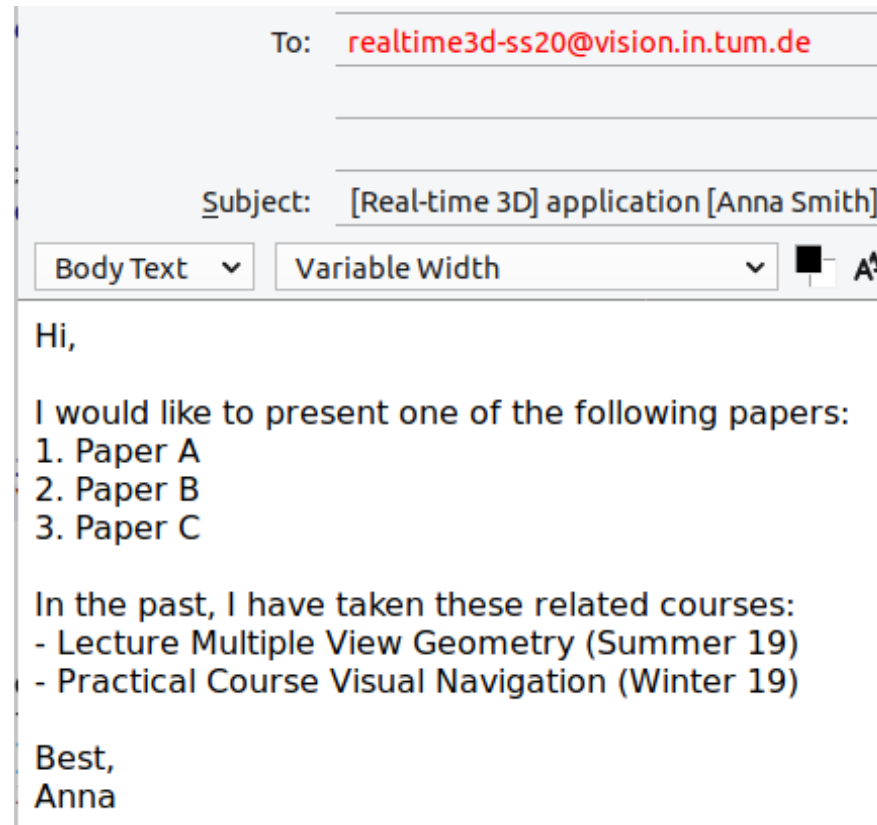 To: realtime3d-ss20@vision.in.tum.de
Subject: [Real-time 3D] application [Anna Smith]
Body Text Variable Width
Hi,
I would like to present one of the following papers:
1. Paper A
2. Paper B
3. Paper C
In the past, I have taken these related courses:
- Lecture Multiple View Geometry (Summer 19)
- Practical Course Visual Navigation (Winter 19)
Best,
Anna